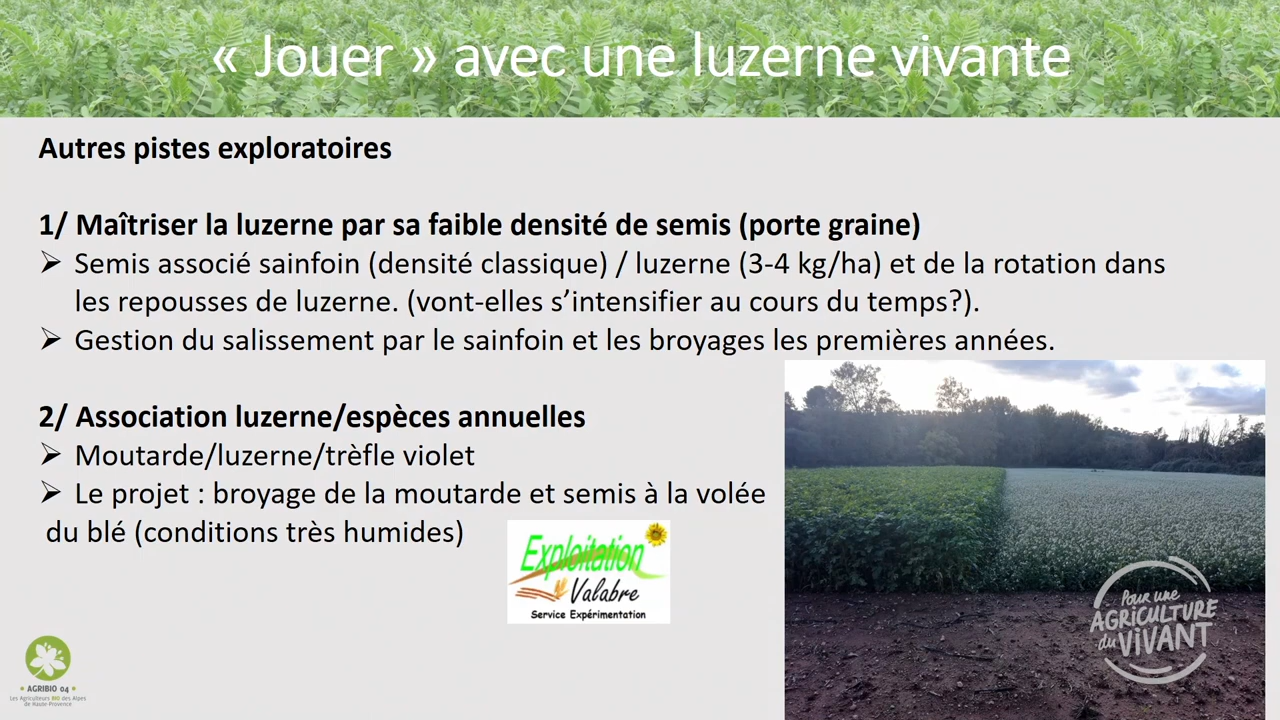 « Jouer » avec une luzerne vivante
Autres pistes exploratoires
1/ Maîtriser la luzerne par sa faible densité de semis (porte graine)
➢ Semis associé sainfoin (densité classique) / luzerne (3-4 kg/ha) et de la rotation dans
les repousses de luzerne. (vont-elles s'intensifier au cours du temps?).
➢ Gestion du salissement par le sainfoin et les broyages les premières années.
2/ Association luzerne/espèces annuelles
➢ Moutarde/luzerne/trèfle violet
➢ Le projet : broyage de la moutarde et semis à la volée
du blé (conditions très humides)
Exploitation
Valabre
Service Expérimentation
Pour une
AGRICULTURE
du VIVANT
• AGRIBIO 04 •
Les Agriculteurs BIO des Alpes
de Haute-Provence